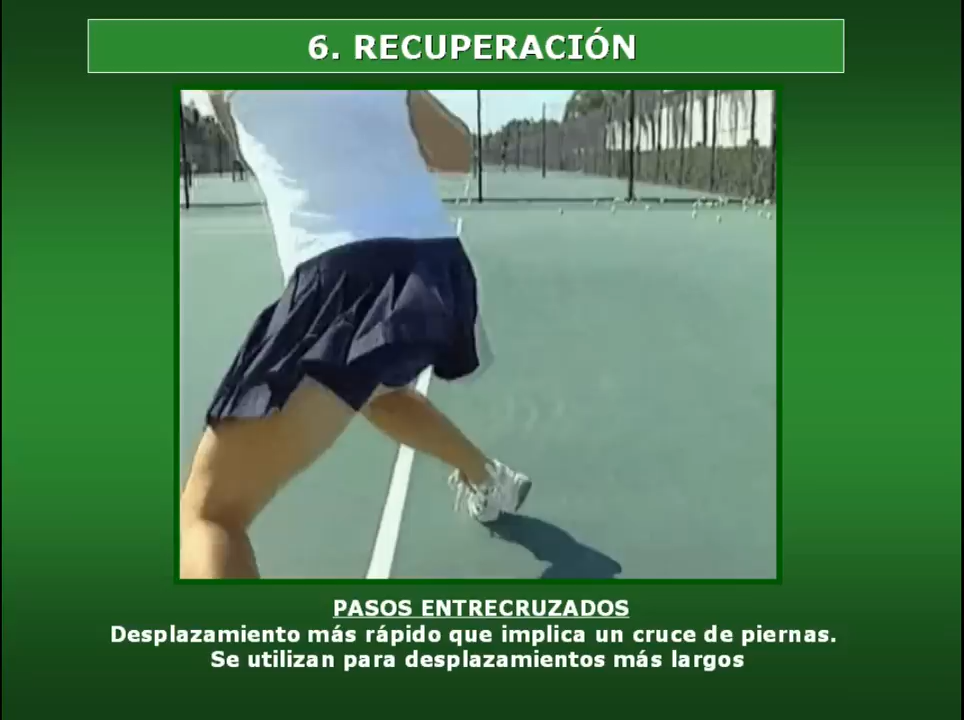 6. RECUPERACIÓN
PASOS ENTRECRUZADOS
Desplazamiento más rápido que implica un cruce de piernas.
Se utilizan para desplazamientos más largos